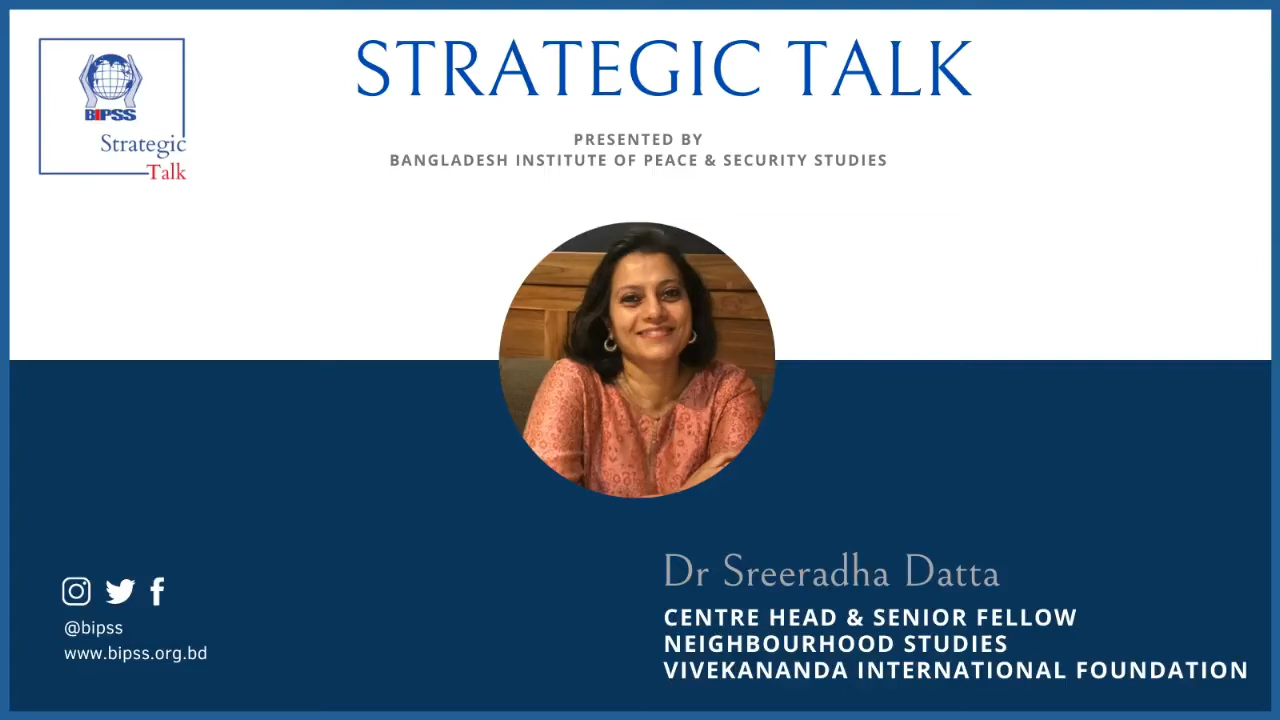 BIPSS
Strategic
Talk
STRATEGIC TALK
PRESENTED BY
BANGLADESH INSTITUTE OF PEACE & SECURITY STUDIES
Dr Sreeradha Datta
CENTRE HEAD & SENIOR FELLOW
NEIGHBOURHOOD STUDIES
VIVEKANANDA INTERNATIONAL FOUNDATION
@bipss
www.bipss.org.bd